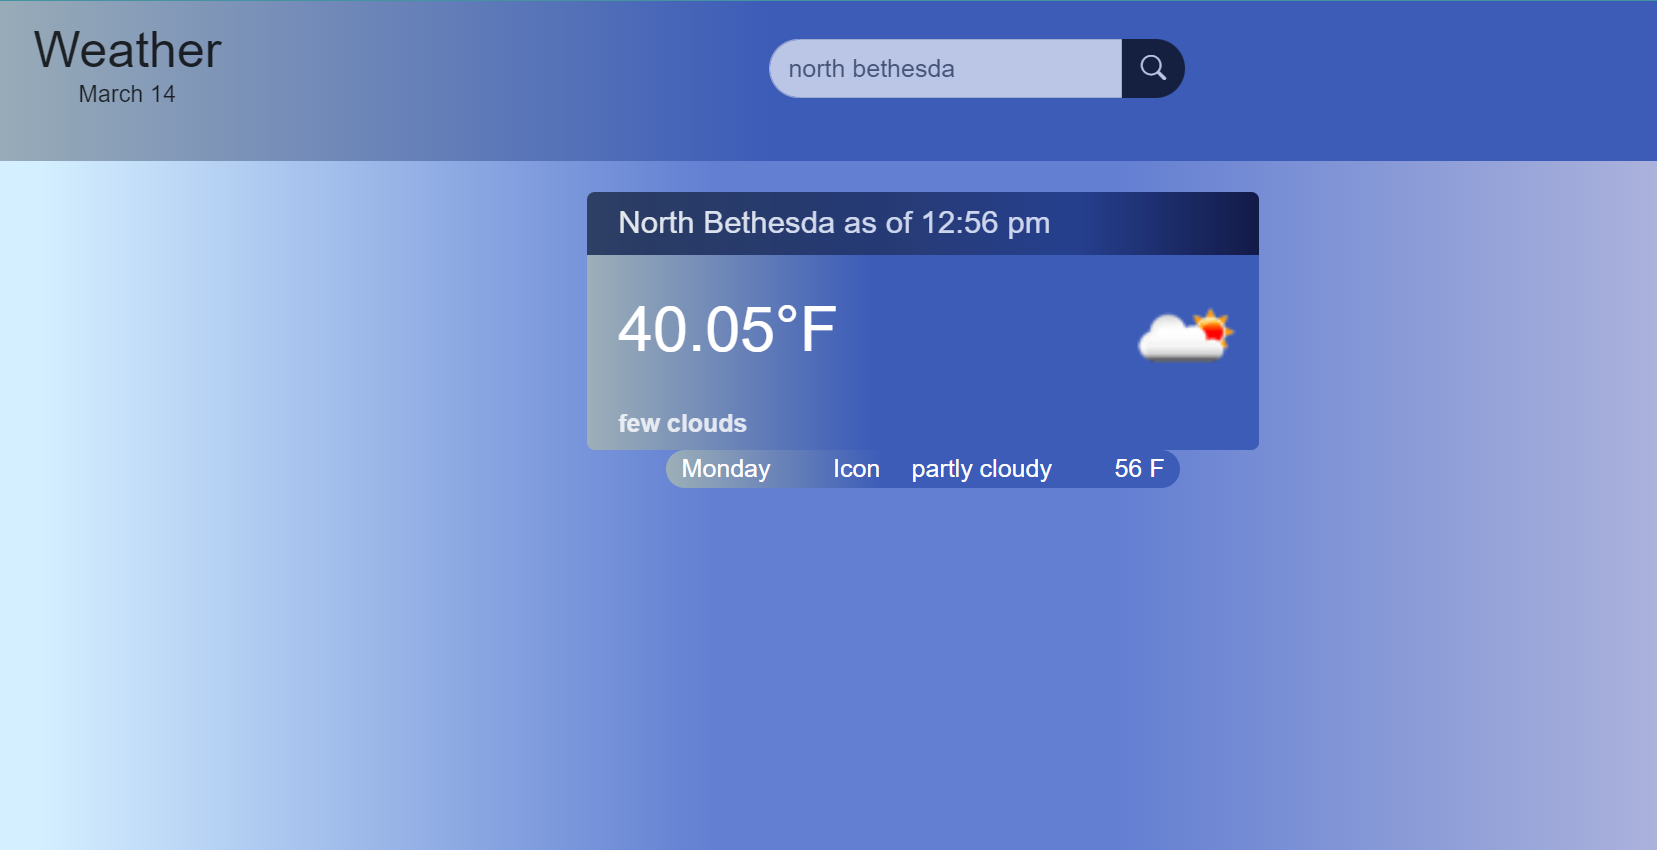 Weather
March 14
north bethesda
North Bethesda as of 12:56 pm
40.05°F
few clouds
Monday Icon partly cloudy 56 F